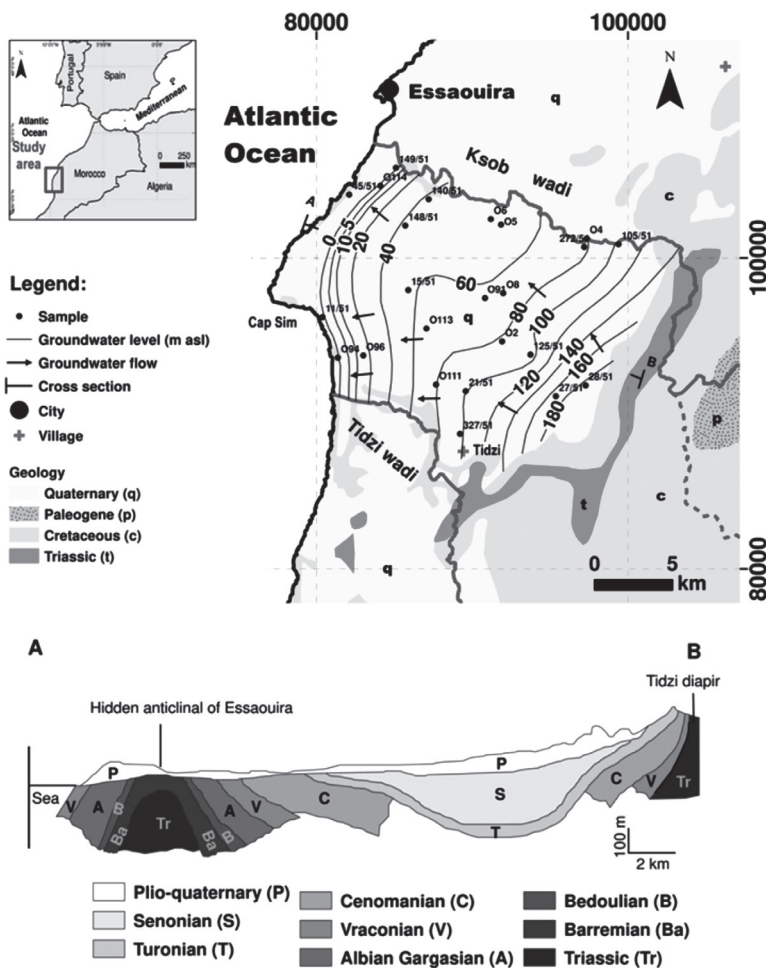 80000
100000
N
Portugal
Spain
Mediterranean
Atlantic
Ocean
Study
area
0 250
km
Morocco
Algeria
Atlantic
Ocean
Essaouira
q
N
Ksob wadi
c
149/51
O114
45/51
140/51
148/51
A
O6
O5
O4
272/51
105/51
100000
0
10
5
20
40
60
80
100
120
140
160
180
15/51
O91
O8
q
11/51
Cap Sim
O113
O2
125/51
O94
O96
O111
21/51
27/51
28/51
B
327/51
Tidzi
Tidzi wadi
p
c
t
q
0 5
km
80000
Legend:
Sample
Groundwater level (m asl)
Groundwater flow
Cross section
City
Village
Geology
Quaternary (q)
Paleogene (p)
Cretaceous (c)
Triassic (t)
A
B
Tidzi diapir
Hidden anticlinal of Essaouira
P
P
Sea
V
A
B
Ba
Tr
Ba
B
A
V
C
S
T
C
V
Tr
100 m
2 km
Plio-quaternary (P)
Senonian (S)
Turonian (T)
Cenomanian (C)
Vraconian (V)
Albian Gargasian (A)
Bedoulian (B)
Barremian (Ba)
Triassic (Tr)